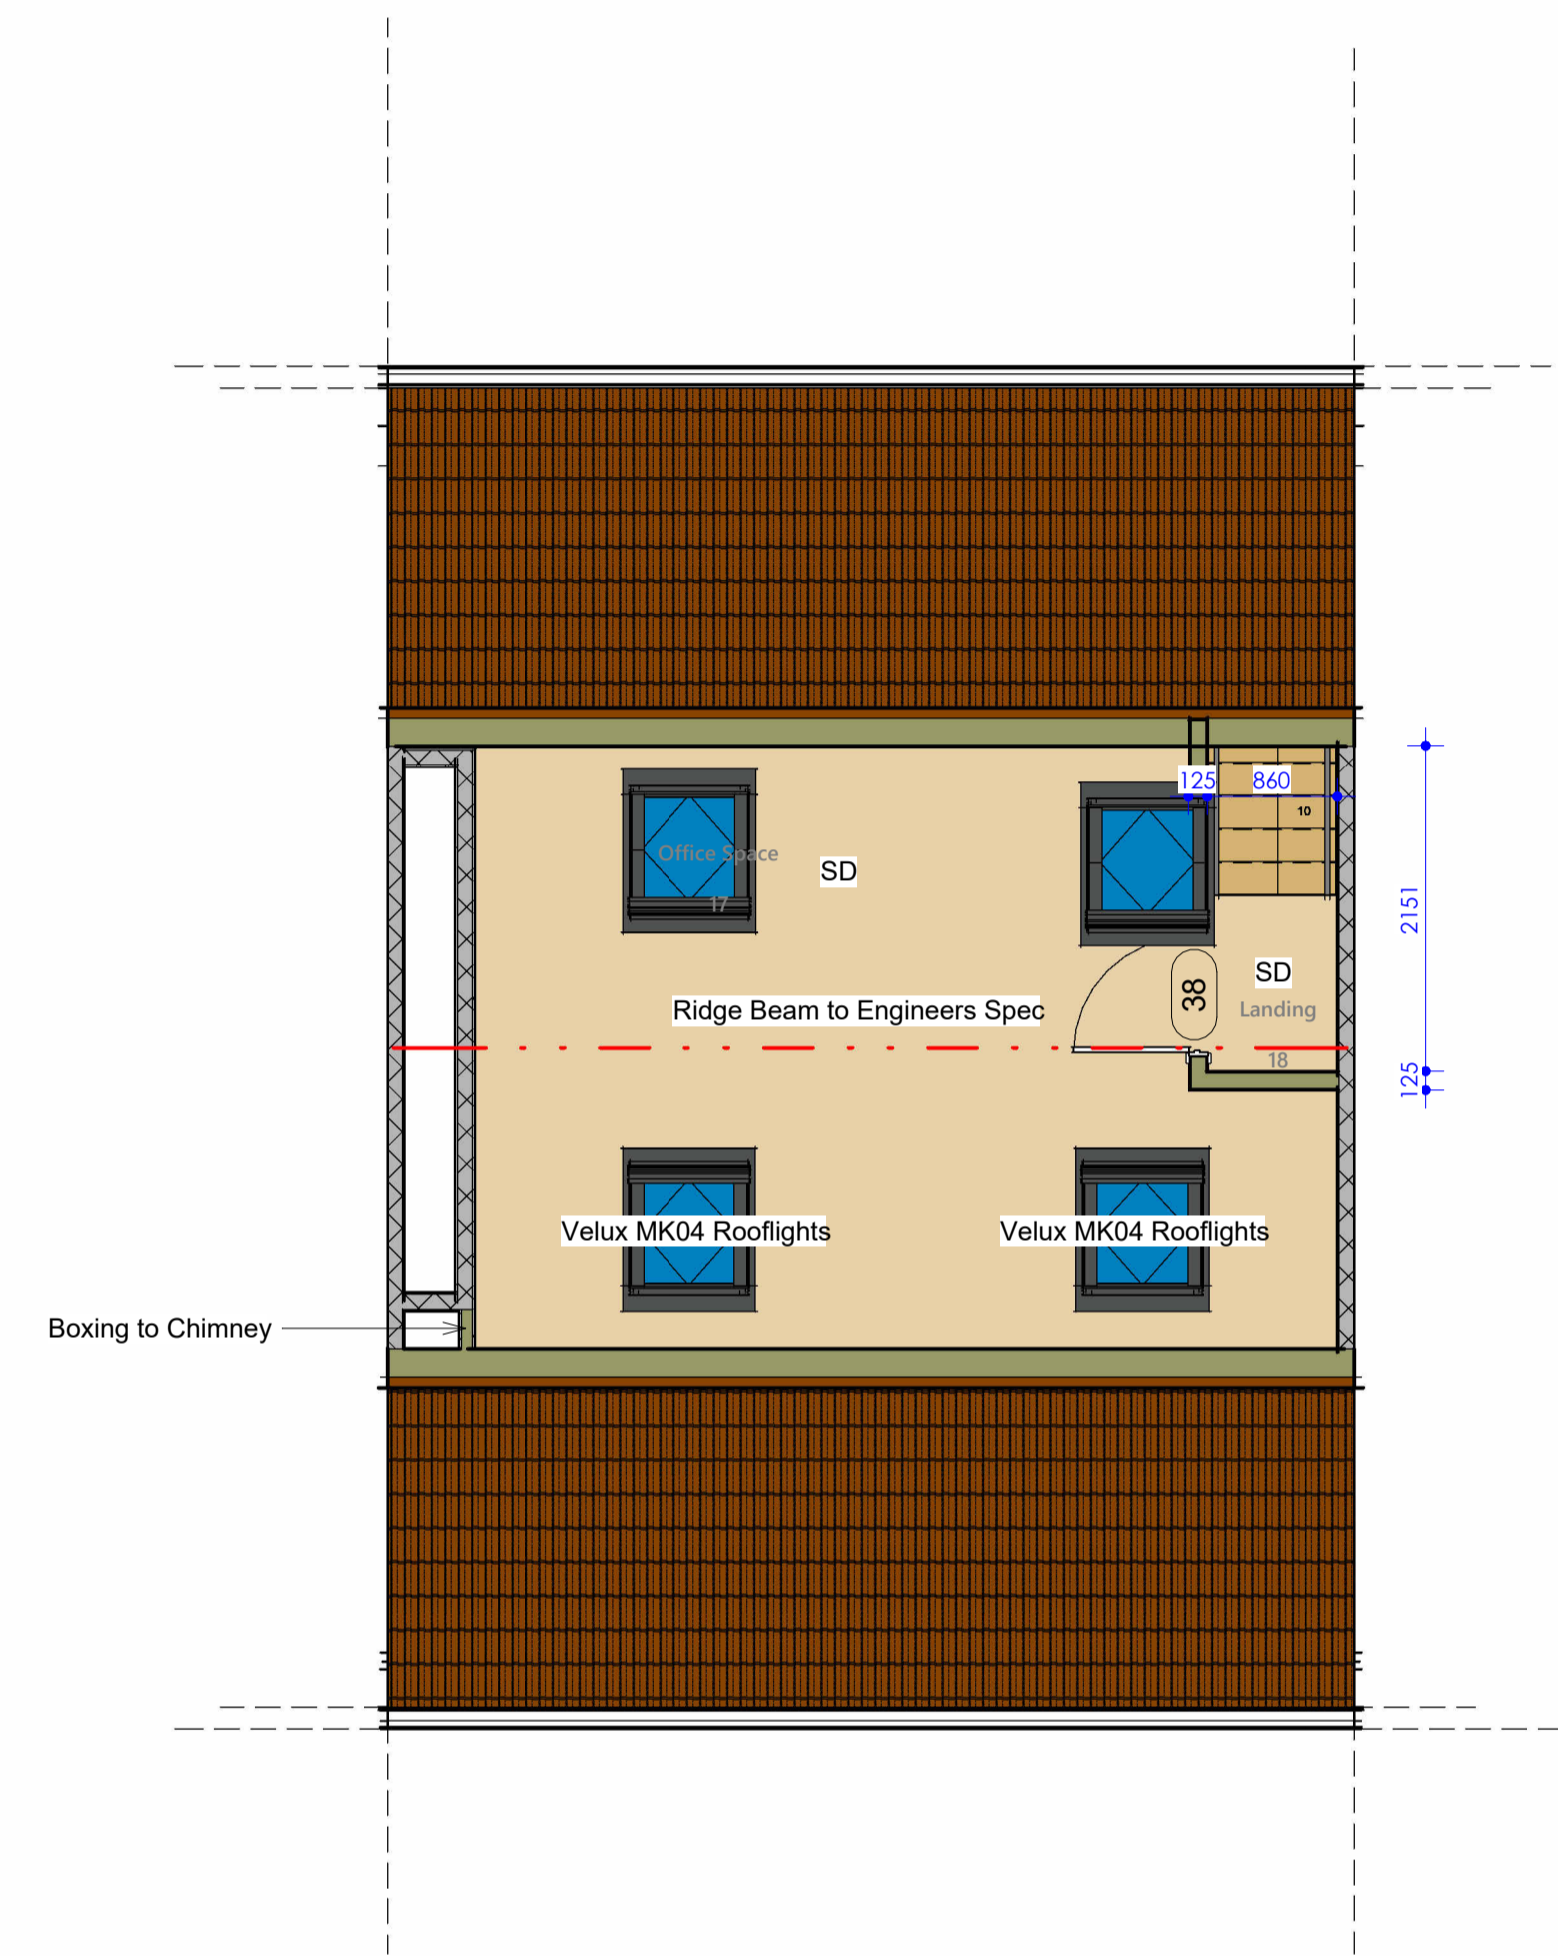 125
860
10
Office Space
17
SD
2151
38
SD
Landing
18
Ridge Beam to Engineers Spec
125
Velux MK04 Rooflights
Velux MK04 Rooflights
Boxing to Chimney